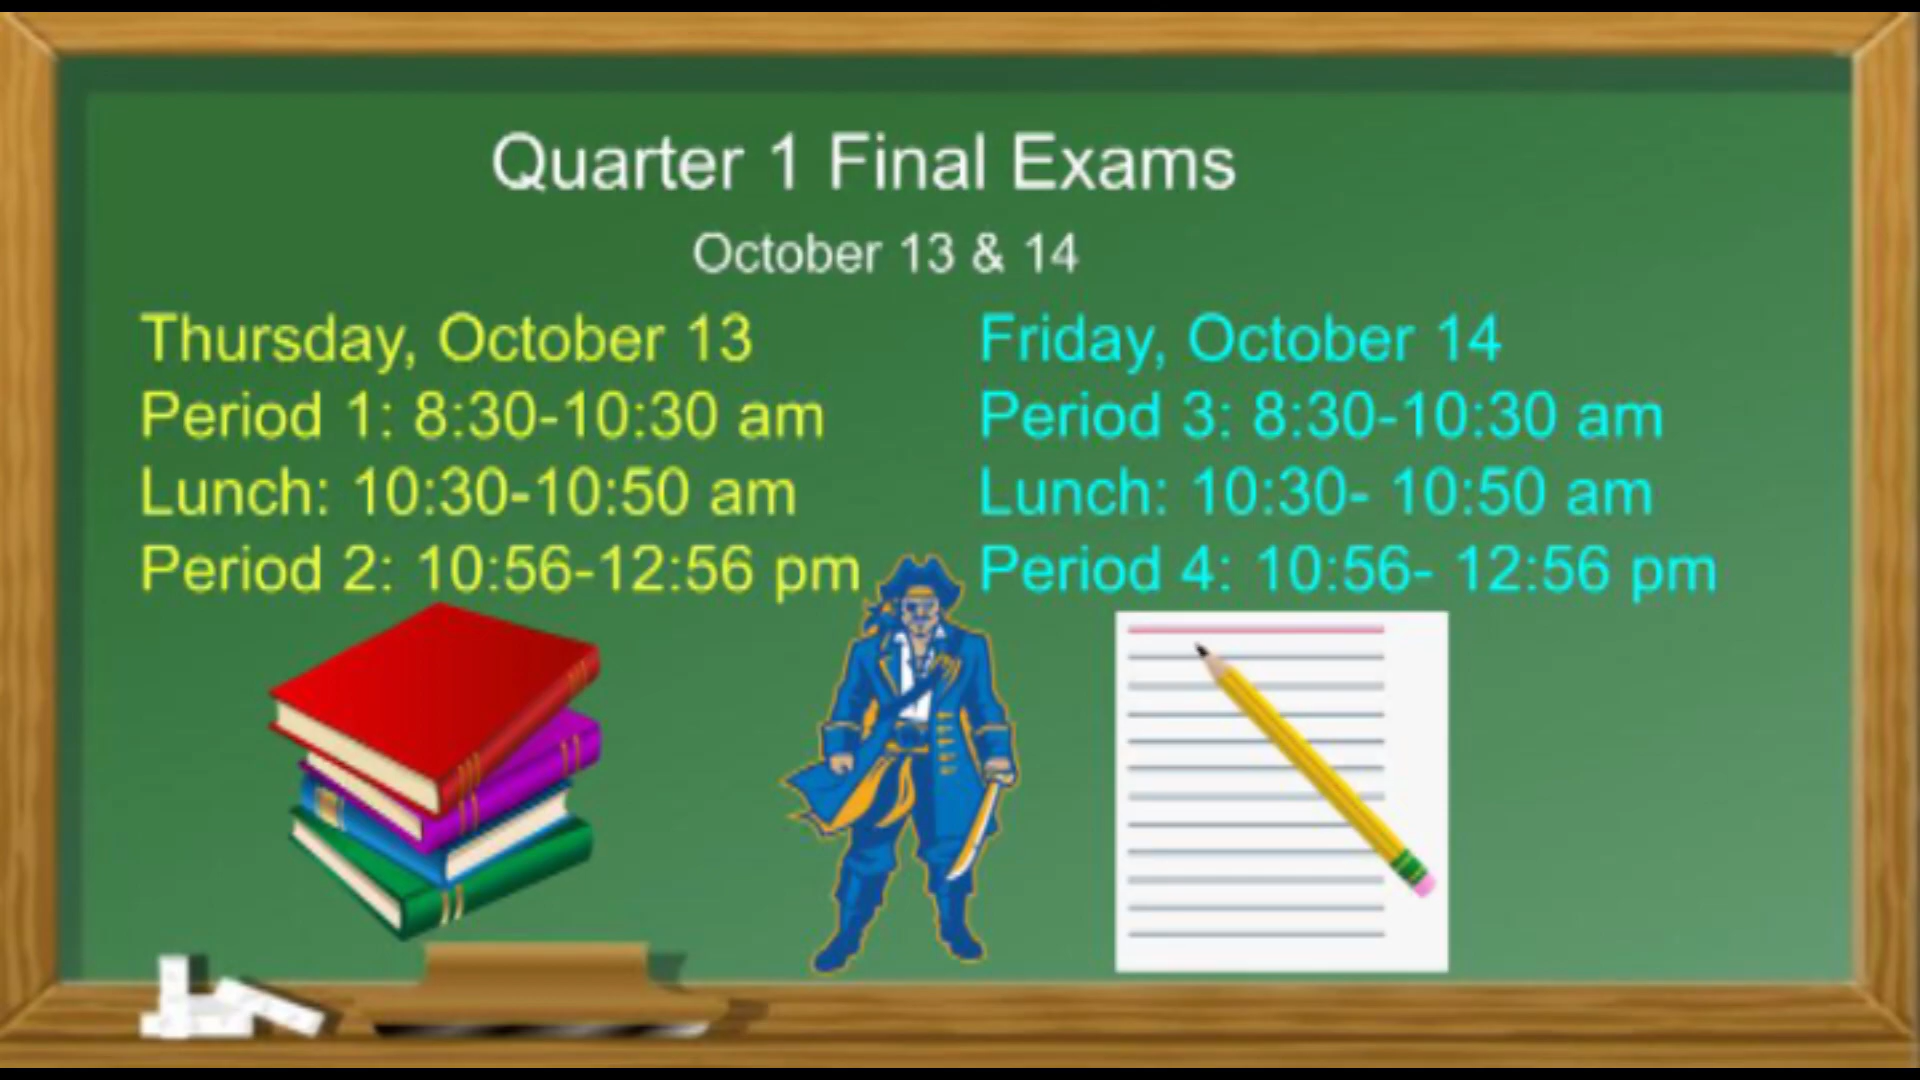 Quarter 1 Final Exams
October 13 & 14
Thursday, October 13
Period 1: 8:30-10:30 am
Lunch: 10:30-10:50 am
Period 2: 10:56-12:56 pm
Friday, October 14
Period 3: 8:30-10:30 am
Lunch: 10:30- 10:50 am
Period 4: 10:56- 12:56 pm